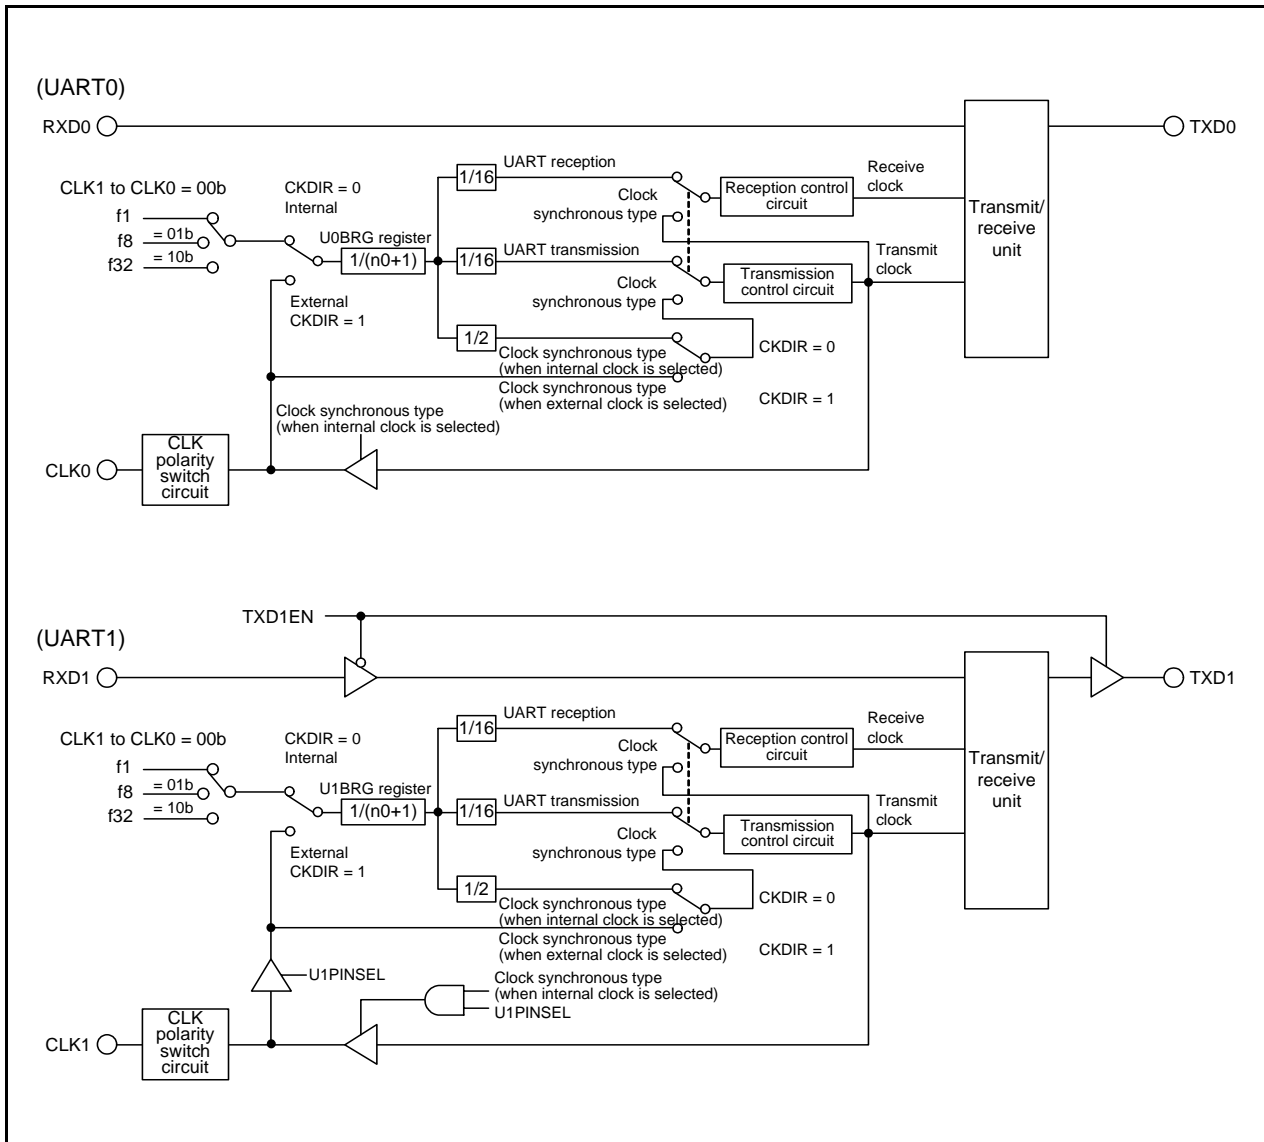 (UART0)
RXD0
TXD0
CLK1 to CLK0 = 00b
f1
f8
= 01b
f32
= 10b
CKDIR = 0
Internal
External
CKDIR = 1
U0BRG register
1/(n0+1)
1/16
UART reception
Clock
synchronous type
1/16
UART transmission
Clock
synchronous type
1/2
Clock synchronous type
(when internal clock is selected)
Clock synchronous type
(when external clock is selected)
CKDIR = 0
CKDIR = 1
Reception control
circuit
Receive
clock
Transmission
control circuit
Transmit
clock
Transmit/
receive
unit
Clock synchronous type
(when internal clock is selected)
CLK0
CLK
polarity
switch
circuit
TXD1EN
(UART1)
RXD1
TXD1
CLK1 to CLK0 = 00b
f1
f8
= 01b
f32
= 10b
CKDIR = 0
Internal
External
CKDIR = 1
U1BRG register
1/(n0+1)
1/16
UART reception
Clock
synchronous type
1/16
UART transmission
Clock
synchronous type
1/2
Clock synchronous type
(when internal clock is selected)
Clock synchronous type
(when external clock is selected)
CKDIR = 0
CKDIR = 1
Reception control
circuit
Receive
clock
Transmission
control circuit
Transmit
clock
Transmit/
receive
unit
U1PINSEL
Clock synchronous type
(when internal clock is selected)
U1PINSEL
CLK1
CLK
polarity
switch
circuit